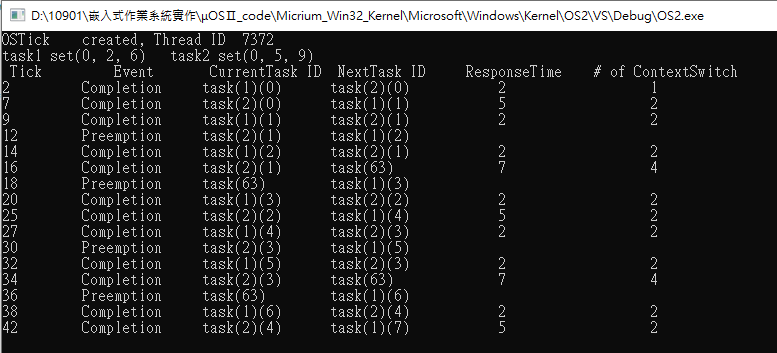 D:\10901\嵌入式作業系統實作\μOSⅡ_code\Micrium_Win32_Kernel\Microsoft\Windows\Kernel\OS2\VS\Debug\OS2.exe
OSTick    created, Thread ID  7372
task1 set(0, 2, 6)   task2 set(0, 5, 9)
Tick Event CurrentTask ID NextTask ID ResponseTime # of ContextSwitch
2 Completion task(1)(0) task(2)(0) 2 1
7 Completion task(2)(0) task(1)(1) 5 2
9 Completion task(1)(1) task(2)(1) 2 2
12 Preemption task(2)(1) task(1)(2)
14 Completion task(1)(2) task(2)(1) 2 2
16 Completion task(2)(1) task(63) 7 4
18 Preemption task(63) task(1)(3)
20 Completion task(1)(3) task(2)(2) 2 2
25 Completion task(2)(2) task(1)(4) 5 2
27 Completion task(1)(4) task(2)(3) 2 2
30 Preemption task(2)(3) task(1)(5)
32 Completion task(1)(5) task(2)(3) 2 2
34 Completion task(2)(3) task(63) 7 4
36 Preemption task(63) task(1)(6)
38 Completion task(1)(6) task(2)(4) 2 2
42 Completion task(2)(4) task(1)(7) 5 2